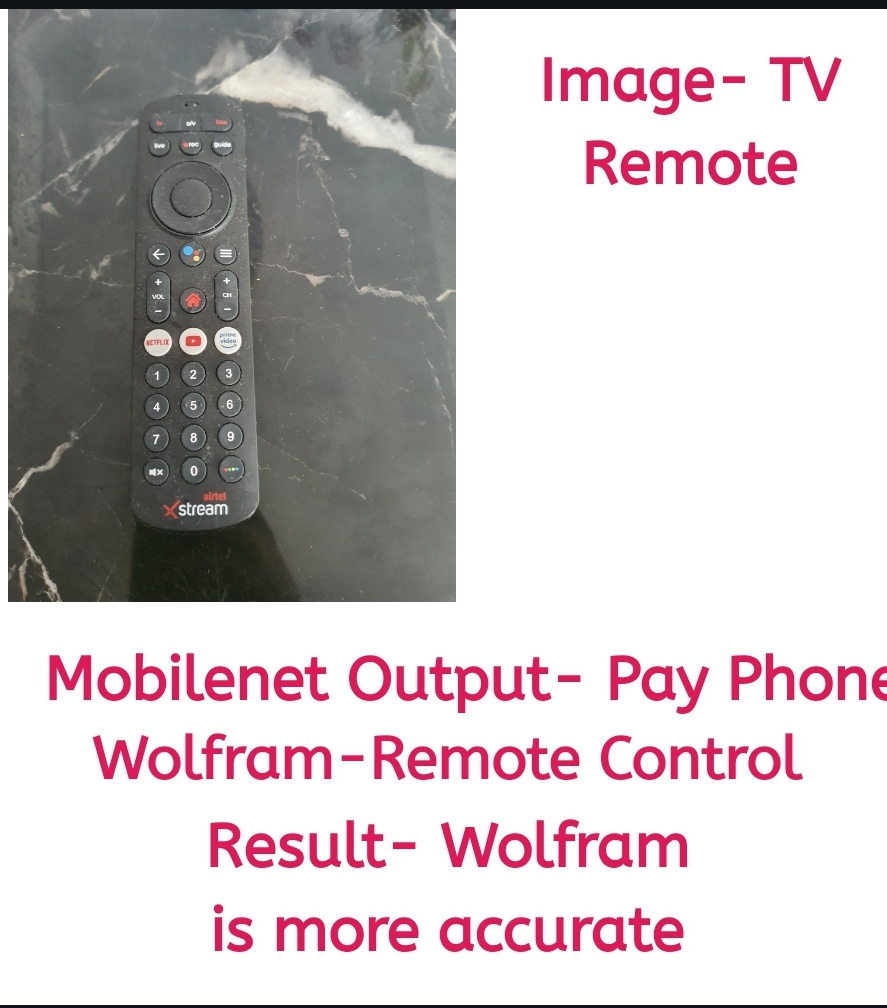 Image- TV
Remote
tv a/v box
live rec guide
+ +
VOL CH
- -
NETFLIX prime video
1 2 3
4 5 6
7 8 9
0
airtel
Xstream
Mobilenet Output- Pay Phone
Wolfram-Remote Control
Result- Wolfram
is more accurate